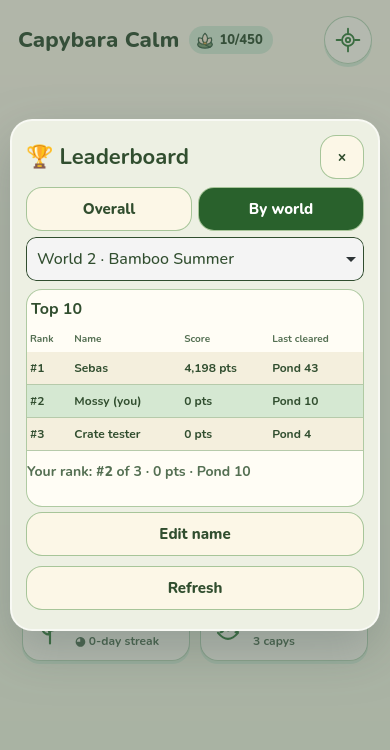 Capybara Calm 10/450
🏆 Leaderboard ×
Overall By world
World 2 · Bamboo Summer
Top 10
Rank Name Score Last cleared
#1 Sebas 4,198 pts Pond 43
#2 Mossy (you) 0 pts Pond 10
#3 Crate tester 0 pts Pond 4
Your rank: #2 of 3 · 0 pts · Pond 10
Edit name
Refresh
0-day streak 3 capys